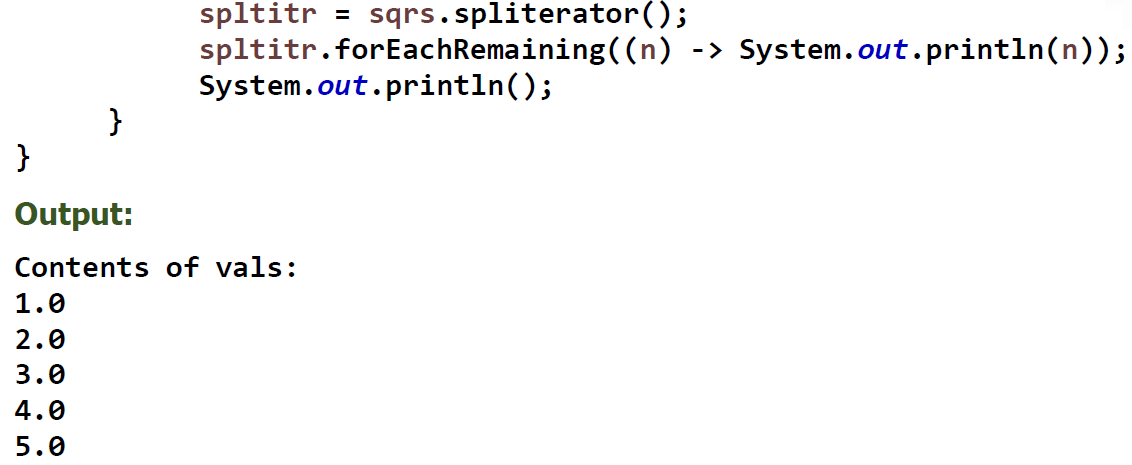 spltitr = sqrs.spliterator();
spltitr.forEachRemaining((n) -> System.out.println(n));
System.out.println();
}
}
Output:
Contents of vals:
1.0
2.0
3.0
4.0
5.0